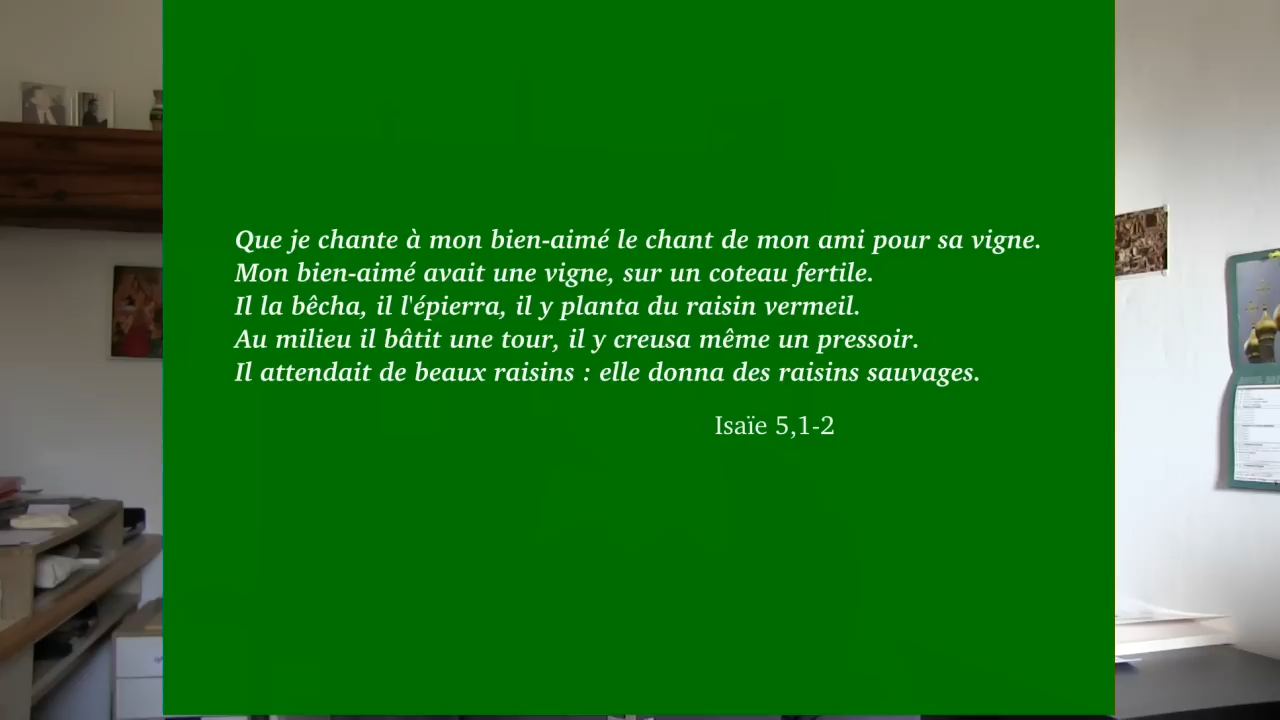 Que je chante à mon bien-aimé le chant de mon ami pour sa vigne.
Mon bien-aimé avait une vigne, sur un coteau fertile.
Il la bêcha, il l'épierra, il y planta du raisin vermeil.
Au milieu il bâtit une tour, il y creusa même un pressoir.
Il attendait de beaux raisins : elle donna des raisins sauvages.
Isaïe 5,1-2